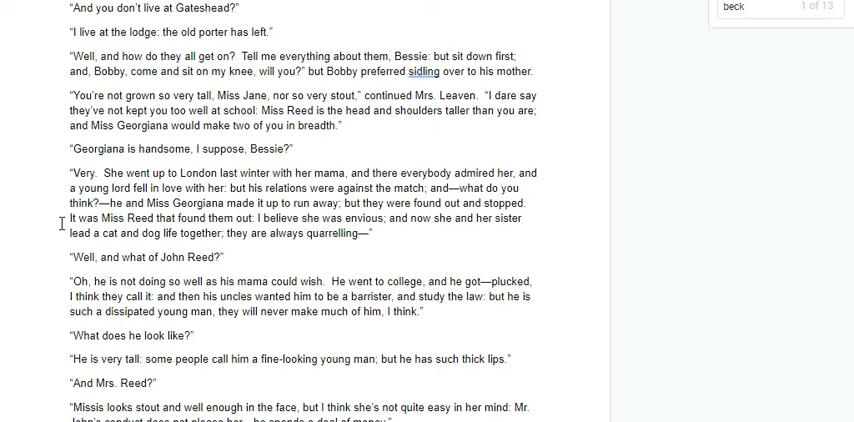 “And you don’t live at Gateshead?”
“I live at the lodge: the old porter has left.”
“Well, and how do they all get on?  Tell me everything about them, Bessie: but sit down first;
and, Bobby, come and sit on my knee, will you?” but Bobby preferred sidling over to his mother.
“You’re not grown so very tall, Miss Jane, nor so very stout,” continued Mrs. Leaven.  “I dare say
they’ve not kept you too well at school: Miss Reed is the head and shoulders taller than you are;
and Miss Georgiana would make two of you in breadth.”
“Georgiana is handsome, I suppose, Bessie?”
“Very.  She went up to London last winter with her mama, and there everybody admired her, and
a young lord fell in love with her: but his relations were against the match; and—what do you
think?—he and Miss Georgiana made it up to run away; but they were found out and stopped.
It was Miss Reed that found them out: I believe she was envious; and now she and her sister
lead a cat and dog life together; they are always quarrelling—”
“Well, and what of John Reed?”
“Oh, he is not doing so well as his mama could wish.  He went to college, and he got—plucked,
I think they call it: and then his uncles wanted him to be a barrister, and study the law: but he is
such a dissipated young man, they will never make much of him, I think.”
“What does he look like?”
“He is very tall: some people call him a fine-looking young man; but he has such thick lips.”
“And Mrs. Reed?”
“Missis looks stout and well enough in the face, but I think she’s not quite easy in her mind: Mr.
John’s conduct does not please her—he spends a deal of money.”
beck
1 of 13